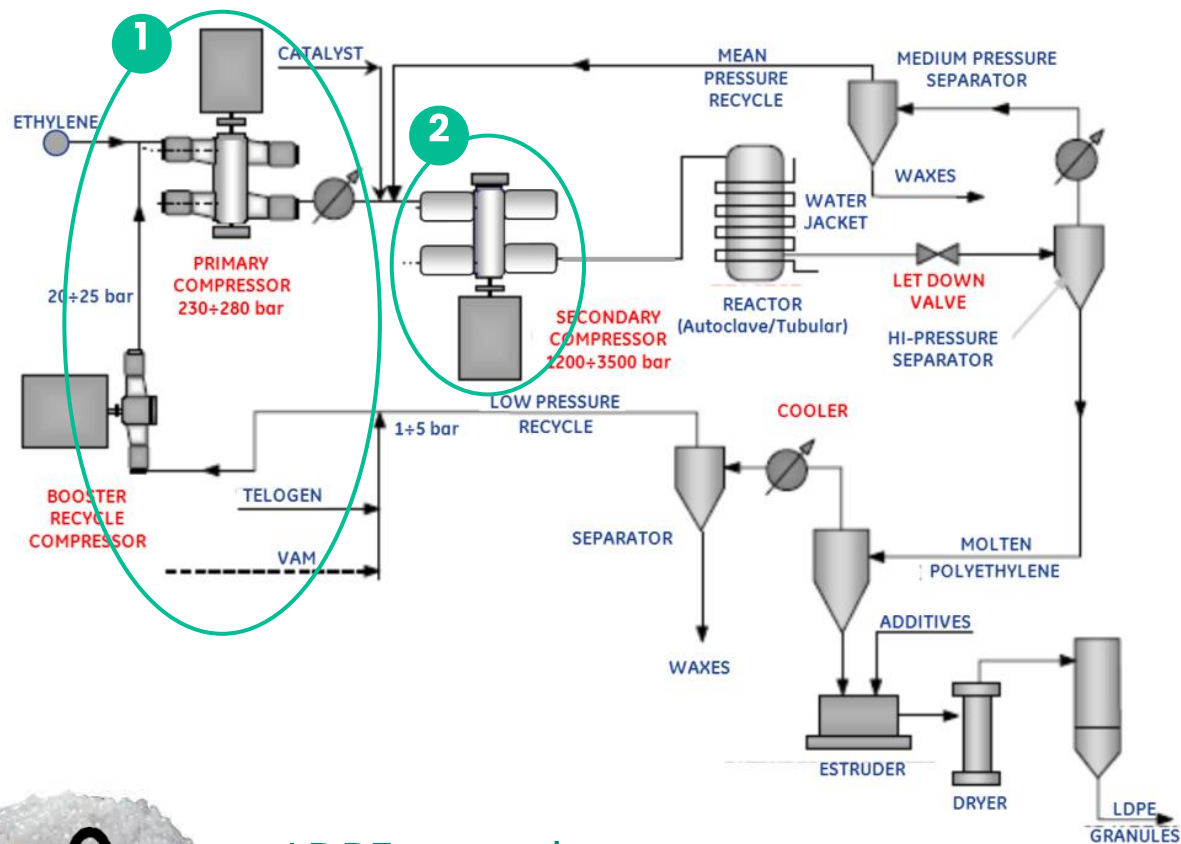 1
CATALYST
MEAN
PRESSURE
RECYCLE
MEDIUM PRESSURE
SEPARATOR
ETHYLENE
2
WAXES
WATER
JACKET
PRIMARY
COMPRESSOR
230÷280 bar
20÷25 bar
LET DOWN
VALVE
REACTOR
(Autoclave/Tubular)
SECONDARY
COMPRESSOR
1200÷3500 bar
HI-PRESSURE
SEPARATOR
LOW PRESSURE
RECYCLE
1÷5 bar
COOLER
BOOSTER
RECYCLE
COMPRESSOR
TELOGEN
VAM
SEPARATOR
MOLTEN
POLYETHYLENE
ADDITIVES
WAXES
ESTRUDER
DRYER
LDPE
GRANULES